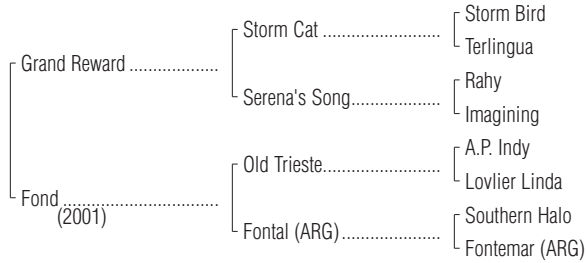 Storm Bird
Storm Cat ........................
Terlingua
Grand Reward ..................
Rahy
Serena's Song..................
Imagining
A.P. Indy
Old Trieste........................
Lovlier Linda
Fond ...............................
(2001)
Southern Halo
Fontal (ARG)....................
Fontemar (ARG)